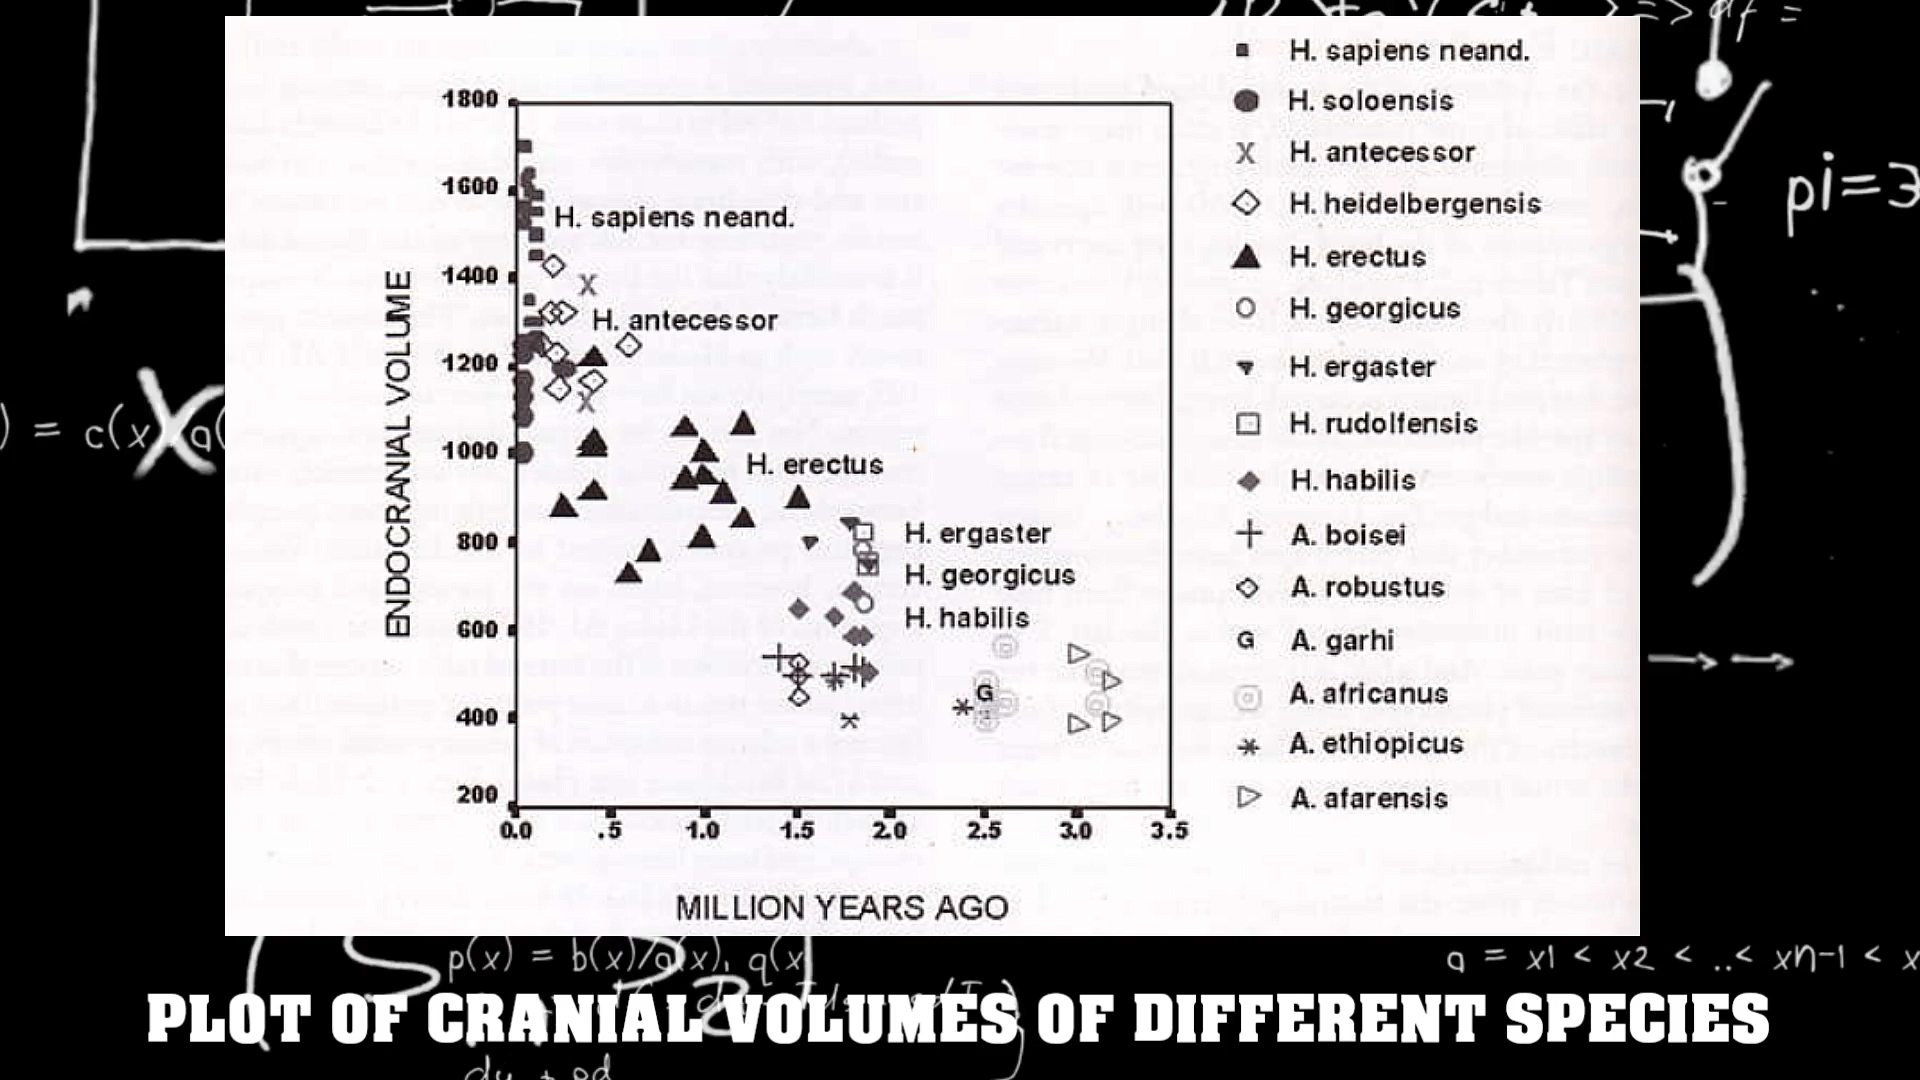 H. sapiens neand.
H. soloensis
H. antecessor
H. heidelbergensis
H. erectus
H. georgicus
H. ergaster
H. rudolfensis
H. habilis
A. boisei
A. robustus
G A. garhi
A. africanus
A. ethiopicus
A. afarensis
1800
1600
1400
1200
1000
800
600
400
200
ENDOCRANIAL VOLUME
H. sapiens neand.
H. antecessor
H. erectus
H. ergaster
H. georgicus
H. habilis
G
0.0 .5 1.0 1.5 2.0 2.5 3.0 3.5
MILLION YEARS AGO
pi=3
) = c(x)
p(x) = b(x)/a(x), q(x)
a = x1 < x2 < ..< xn-1 < x
PLOT OF CRANIAL VOLUMES OF DIFFERENT SPECIES